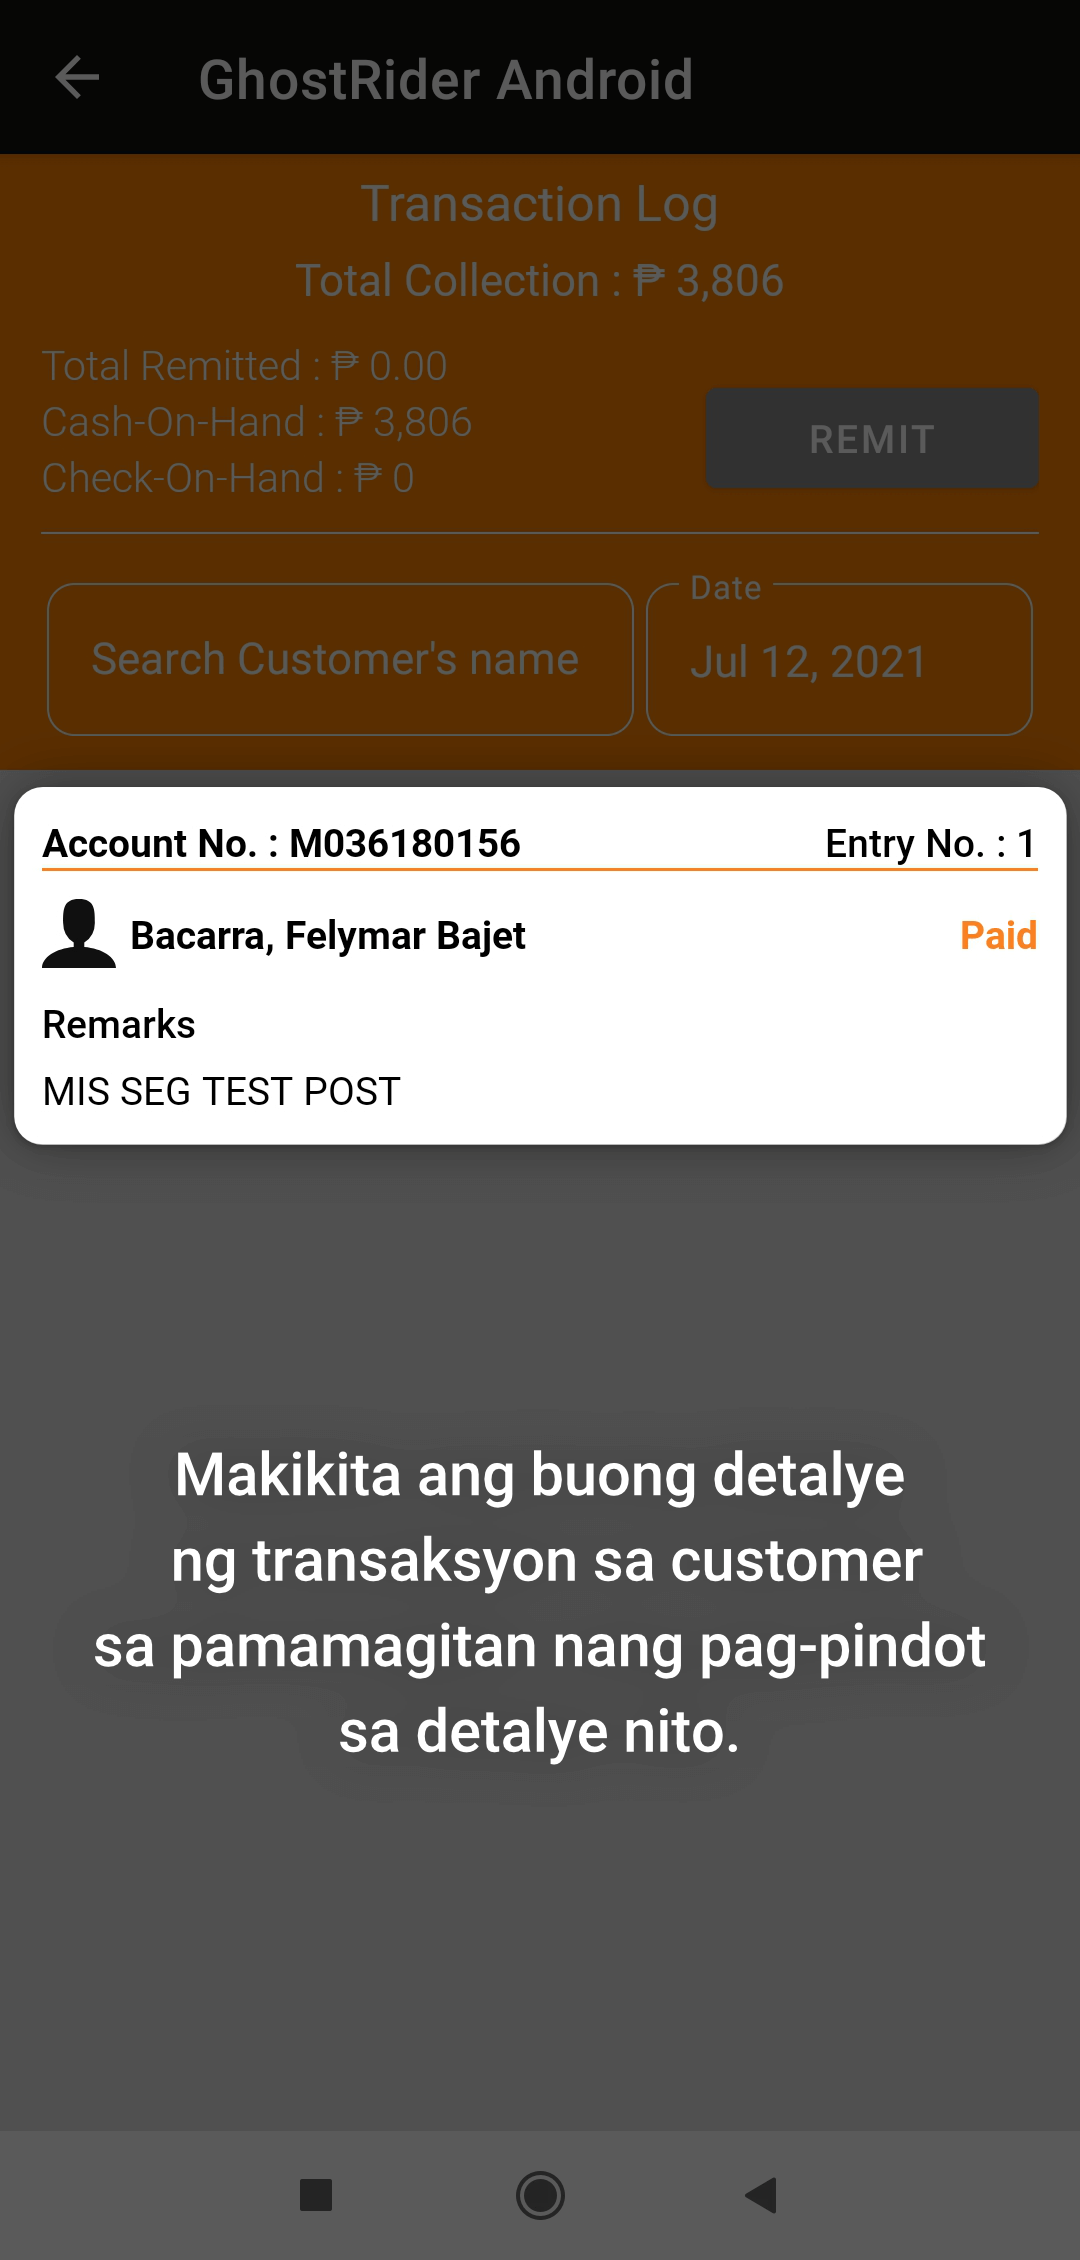 GhostRider Android
Transaction Log
Total Collection : ₱ 3,806
Total Remitted : ₱ 0.00
Cash-On-Hand : ₱ 3,806
Check-On-Hand : ₱ 0
REMIT
Search Customer's name
Date
Jul 12, 2021
Account No. : M036180156
Entry No. : 1
Bacarra, Felymar Bajet
Paid
Remarks
MIS SEG TEST POST
Makikita ang buong detalye
ng transaksyon sa customer
sa pamamagitan nang pag-pindot
sa detalye nito.